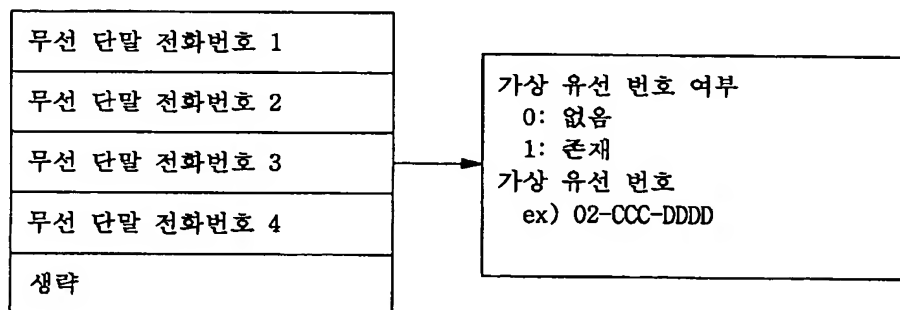 무선 단말 전화번호 1
무선 단말 전화번호 2
무선 단말 전화번호 3
무선 단말 전화번호 4
생략
가상 유선 번호 여부
0: 없음
1: 존재
가상 유선 번호
ex) 02-CCC-DDDD